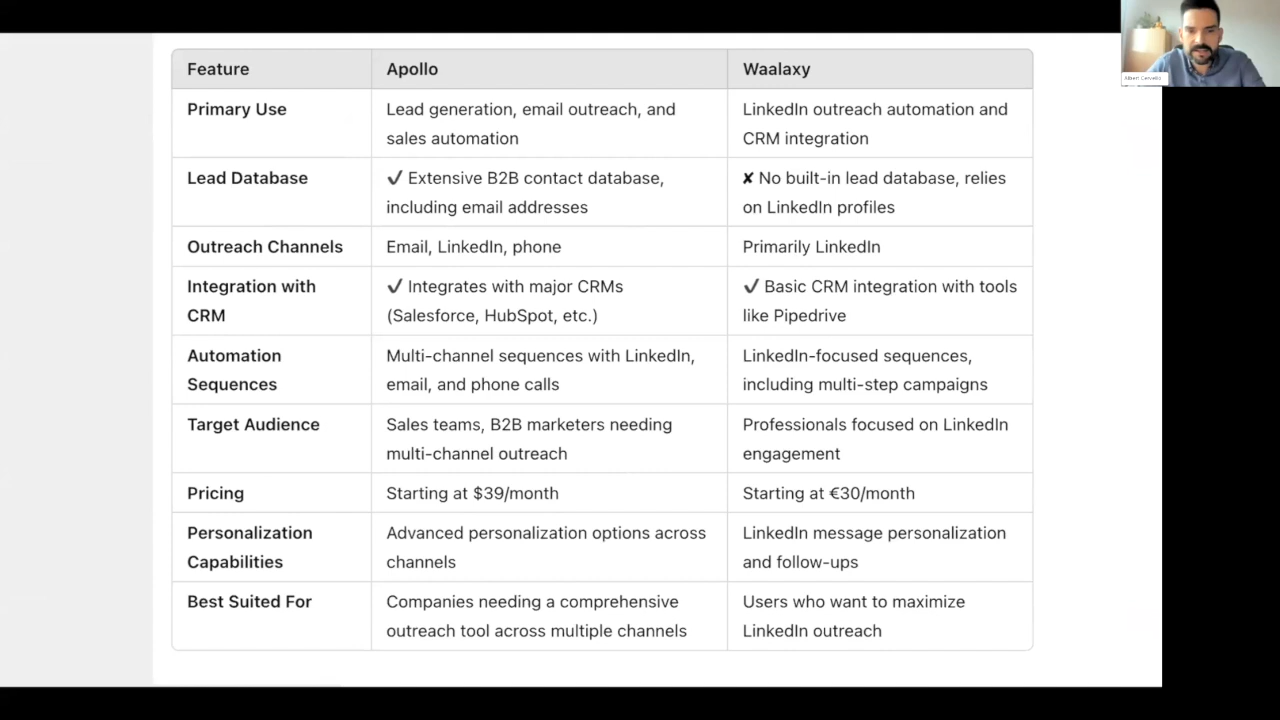 Feature Apollo Waalaxy
Primary Use Lead generation, email outreach, and LinkedIn outreach automation and
sales automation CRM integration
Lead Database ✔ Extensive B2B contact database, ✘ No built-in lead database, relies
including email addresses on LinkedIn profiles
Outreach Channels Email, LinkedIn, phone Primarily LinkedIn
Integration with ✔ Integrates with major CRMs ✔ Basic CRM integration with tools
CRM (Salesforce, HubSpot, etc.) like Pipedrive
Automation Multi-channel sequences with LinkedIn, LinkedIn-focused sequences,
Sequences email, and phone calls including multi-step campaigns
Target Audience Sales teams, B2B marketers needing Professionals focused on LinkedIn
multi-channel outreach engagement
Pricing Starting at $39/month Starting at €30/month
Personalization Advanced personalization options across LinkedIn message personalization
Capabilities channels and follow-ups
Best Suited For Companies needing a comprehensive Users who want to maximize
outreach tool across multiple channels LinkedIn outreach
Albert